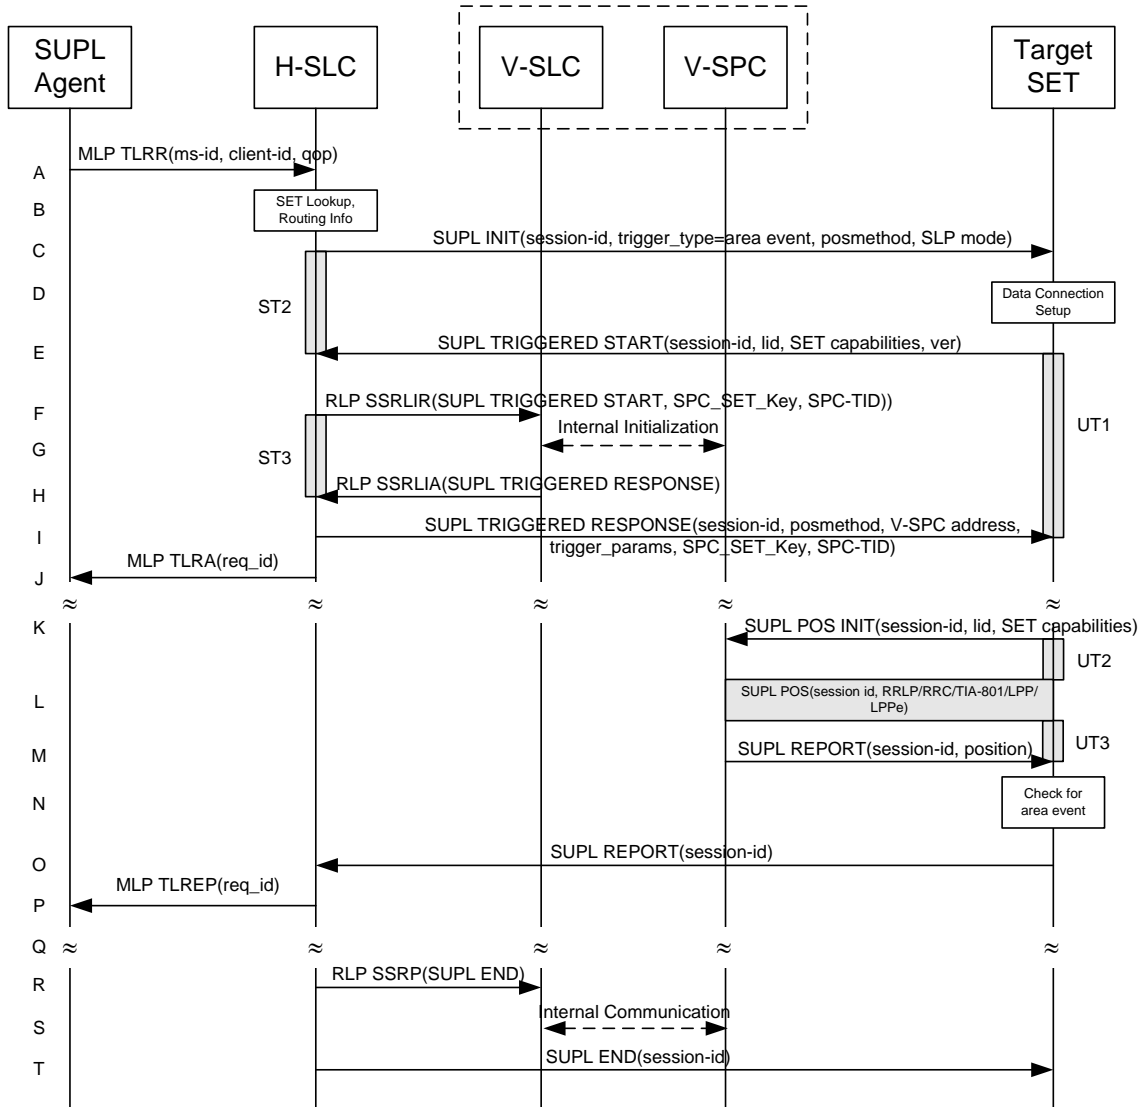 SUPL
Agent
H-SLC
V-SLC
V-SPC
Target
SET
A
MLP TLRR(ms-id, client-id, qop)
B
SET Lookup,
Routing Info
C
SUPL INIT(session-id, trigger_type=area event, posmethod, SLP mode)
D
ST2
Data Connection
Setup
E
SUPL TRIGGERED START(session-id, lid, SET capabilities, ver)
F
RLP SSRLIR(SUPL TRIGGERED START, SPC_SET_Key, SPC-TID))
UT1
G
ST3
Internal Initialization
H
RLP SSRLIA(SUPL TRIGGERED RESPONSE)
I
SUPL TRIGGERED RESPONSE(session-id, posmethod, V-SPC address,
trigger_params, SPC_SET_Key, SPC-TID)
J
MLP TLRA(req_id)
≈ ≈ ≈ ≈ ≈
K
SUPL POS INIT(session-id, lid, SET capabilities)
UT2
L
SUPL POS(session id, RRLP/RRC/TIA-801/LPP/
LPPe)
M
SUPL REPORT(session-id, position)
UT3
N
Check for
area event
O
SUPL REPORT(session-id)
P
MLP TLREP(req_id)
Q ≈ ≈ ≈ ≈ ≈
R
RLP SSRP(SUPL END)
S
Internal Communication
T
SUPL END(session-id)